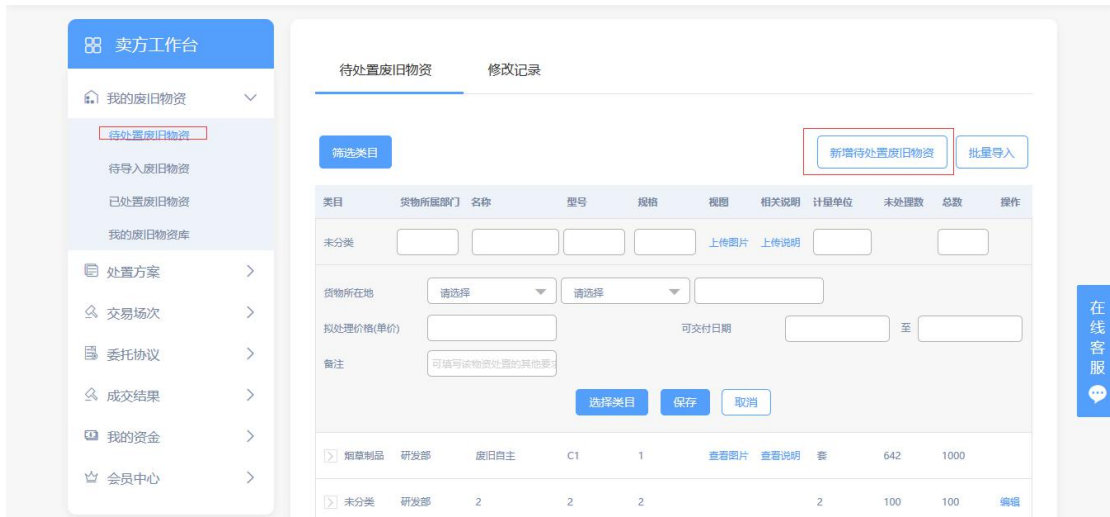 卖方工作台
我的废旧物资
待处置废旧物资
待导入废旧物资
已处置废旧物资
我的废旧物资库
处置方案
交易场次
委托协议
成交结果
我的资金
会员中心
待处置废旧物资 修改记录
筛选类目 新增待处置废旧物资 批量导入
类目 货物所属部门 名称 型号 规格 视图 相关说明 计量单位 未处理数 总数 操作
未分类 上传图片 上传说明
货物所在地 请选择 请选择
拟处理价格(单价) 可交付日期 至
备注 可填写该物资处置的其他要
选择类目 保存 取消
烟草制品 研发部 废旧自主 C1 1 查看图片 查看说明 套 642 1000
未分类 研发部 2 2 2 2 100 100 编辑
在线客服